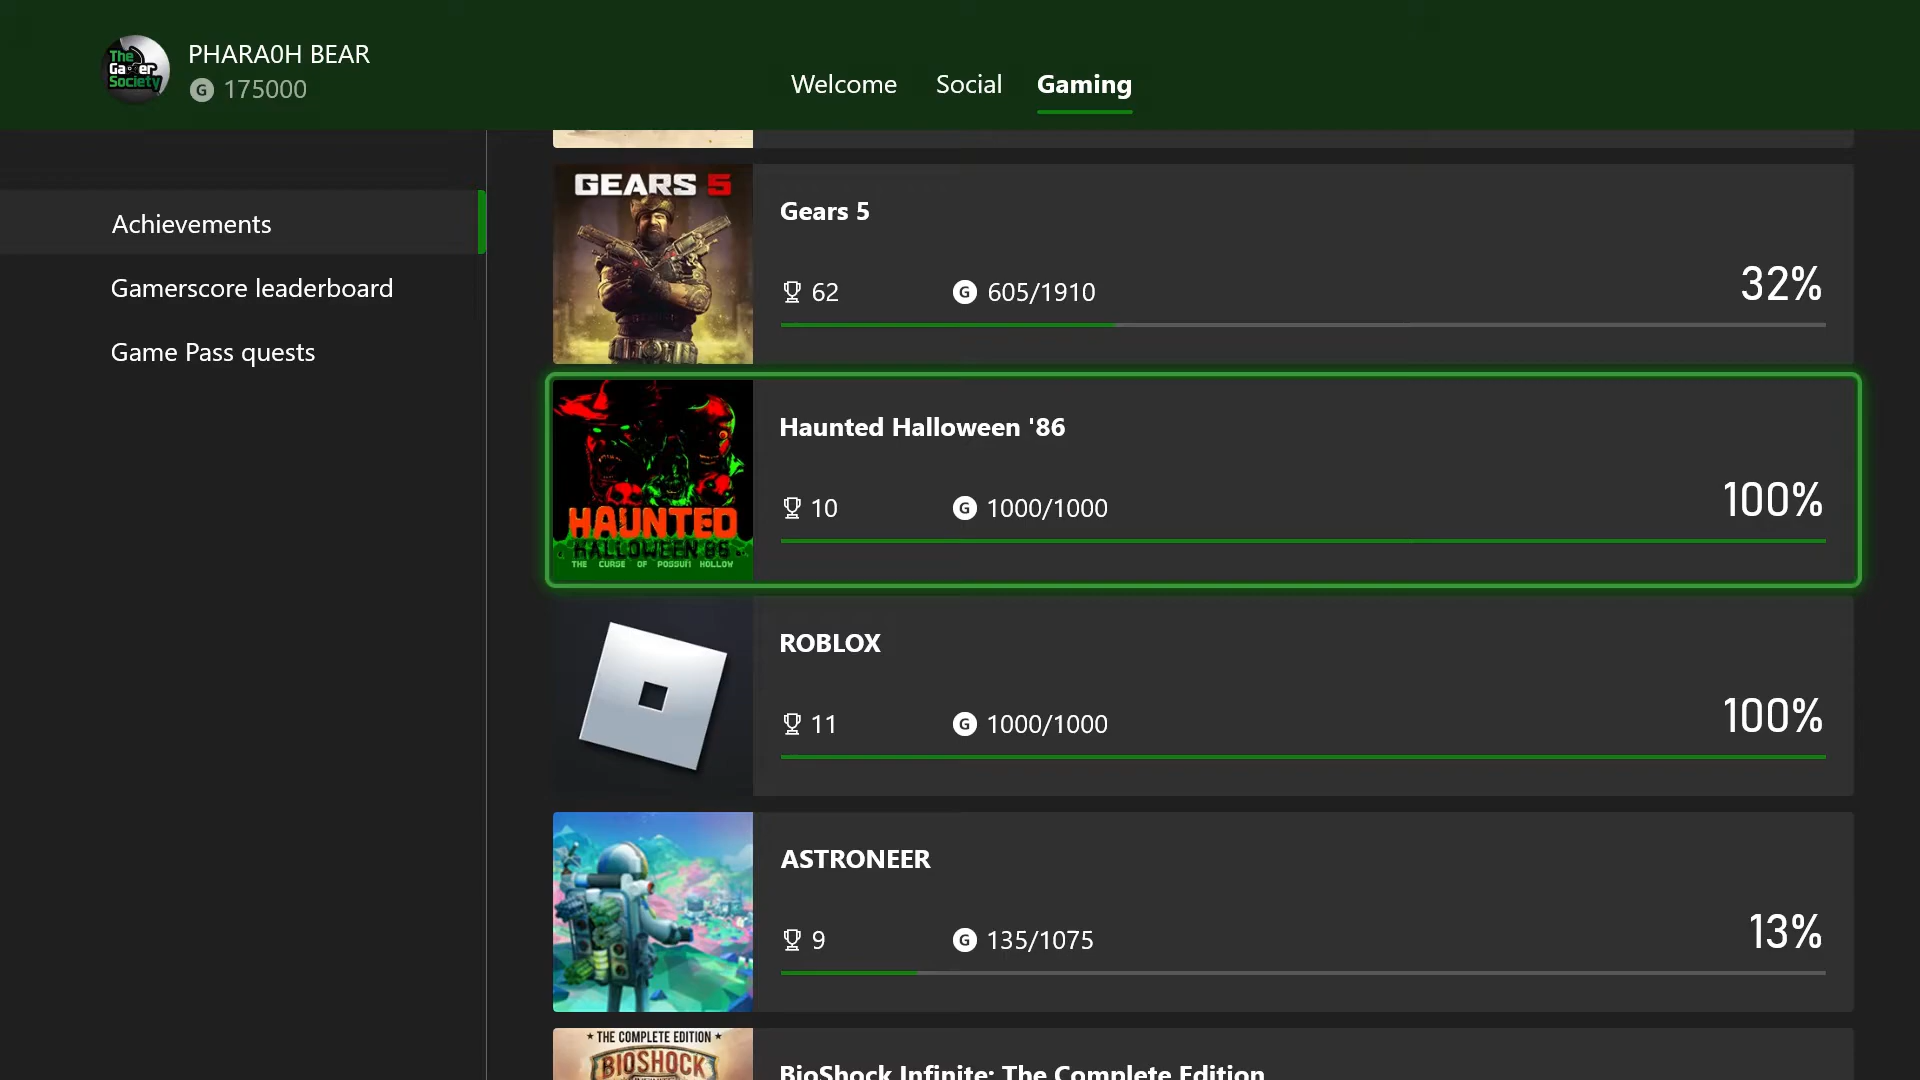 The
Gamer
Society
PHARA0H BEAR
G 175000
Welcome
Social
Gaming
Achievements
Gamerscore leaderboard
Game Pass quests
GEARS 5
Gears 5
62
G 605/1910
32%
HAUNTED
HALLOWEEN '86
THE CURSE OF POSSUM HOLLOW
Haunted Halloween '86
10
G 1000/1000
100%
ROBLOX
11
G 1000/1000
100%
ASTRONEER
9
G 135/1075
13%
★ THE COMPLETE EDITION ★
BIOSHOCK
BioShock Infinite: The Complete Edition